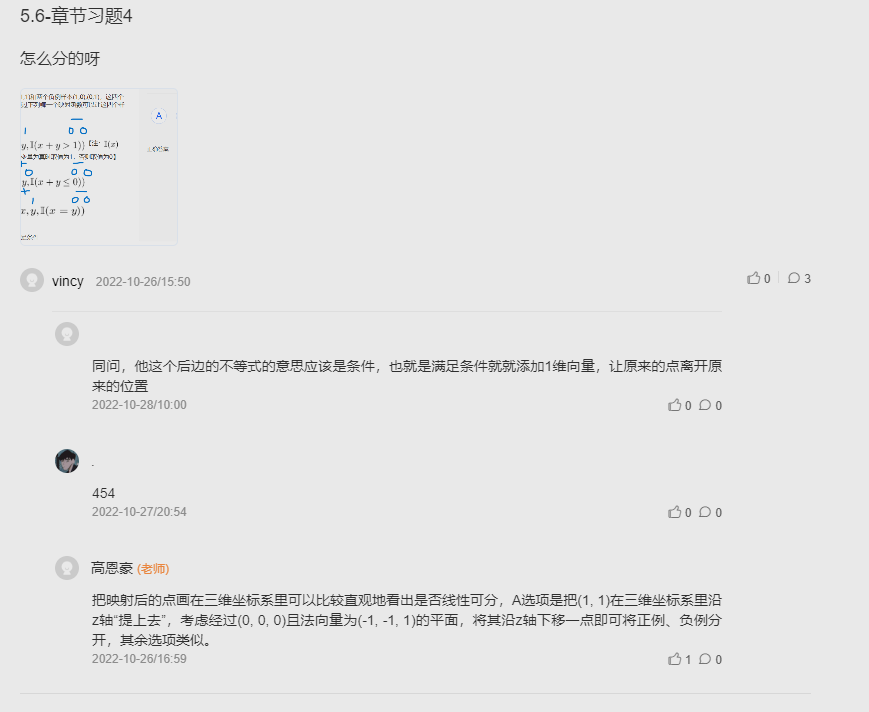 5.6-章节习题4
怎么分的呀
A
y, 𝕀(x + y > 1))
y, 𝕀(x + y ≤ 0))
x, y, 𝕀(x = y))
vincy 2022-10-26/15:50
0 3
同问，他这个后边的不等式的意思应该是条件，也就是满足条件就就添加1维向量，让原来的点离开原
来的位置
2022-10-28/10:00
0 0
.
454
2022-10-27/20:54
0 0
高恩豪 (老师)
把映射后的点画在三维坐标系里可以比较直观地看出是否线性可分，A选项是把(1, 1)在三维坐标系里沿
z轴“提上去”，考虑经过(0, 0, 0)且法向量为(-1, -1, 1)的平面，将其沿z轴下移一点即可将正例、负例分
开，其余选项类似。
2022-10-26/16:59
1 0